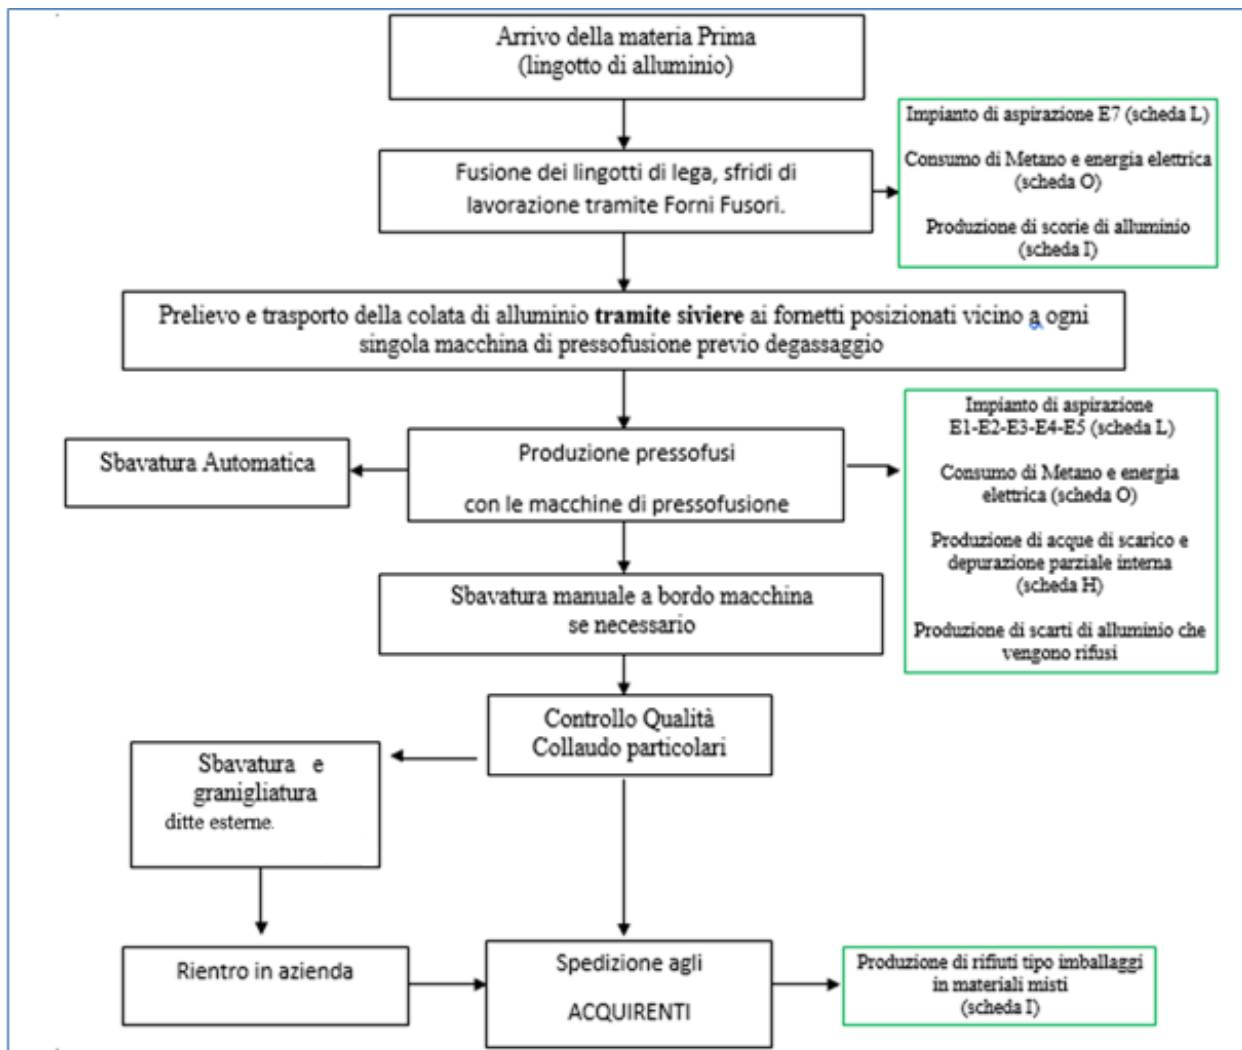 Arrivo della materia Prima
(lingotto di alluminio)
Impianto di aspirazione E7 (scheda L)
Consumo di Metano e energia elettrica
(scheda O)
Produzione di scorie di alluminio
(scheda I)
Fusione dei lingotti di lega, sfridi di
lavorazione tramite Forni Fusori.
Prelievo e trasporto della colata di alluminio tramite siviere ai fornetti posizionati vicino a ogni
singola macchina di pressofusione previo degassaggio
Sbavatura Automatica
Produzione pressofusi
con le macchine di pressofusione
Impianto di aspirazione
E1-E2-E3-E4-E5 (scheda L)
Consumo di Metano e energia
elettrica (scheda O)
Produzione di acque di scarico e
depurazione parziale interna
(scheda H)
Produzione di scarti di alluminio che
vengono rifusi
Sbavatura manuale a bordo macchina
se necessario
Controllo Qualità
Collaudo particolari
Sbavatura e
granigliatura
ditte esterne.
Rientro in azienda
Spedizione agli
ACQUIRENTI
Produzione di rifiuti tipo imballaggi
in materiali misti
(scheda I)